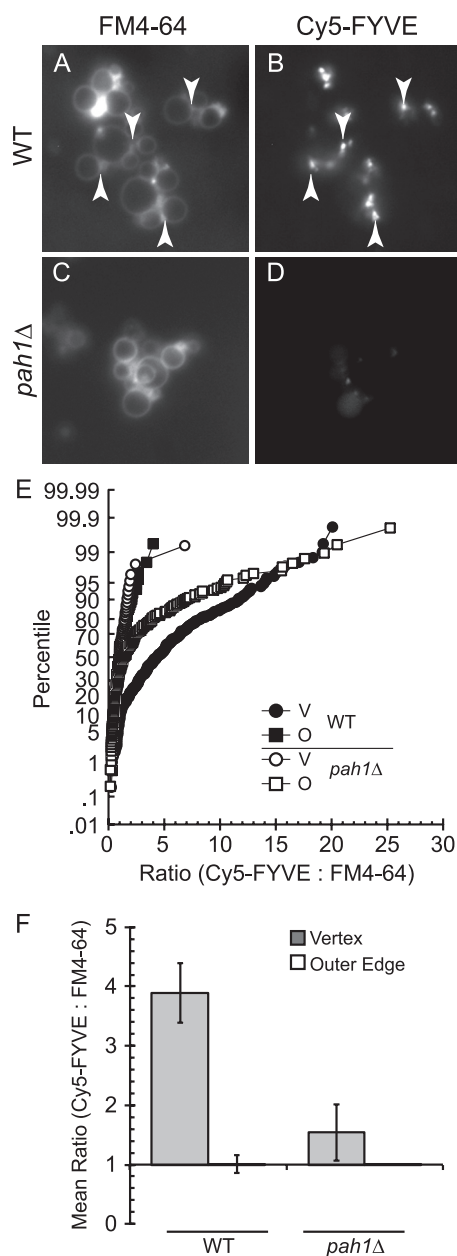 FM4-64 Cy5-FYVE
WT
A B
pah1Δ
C D
E
Percentile
99.99
99.9
99
95
90
80
70
50
30
20
10
5
1
.1
.01
0 5 10 15 20 25 30
Ratio (Cy5-FYVE : FM4-64)
V
O
WT
V
O
pah1Δ
F
Mean Ratio (Cy5-FYVE : FM4-64)
5
4
3
2
1
0
Vertex
Outer Edge
WT pah1Δ